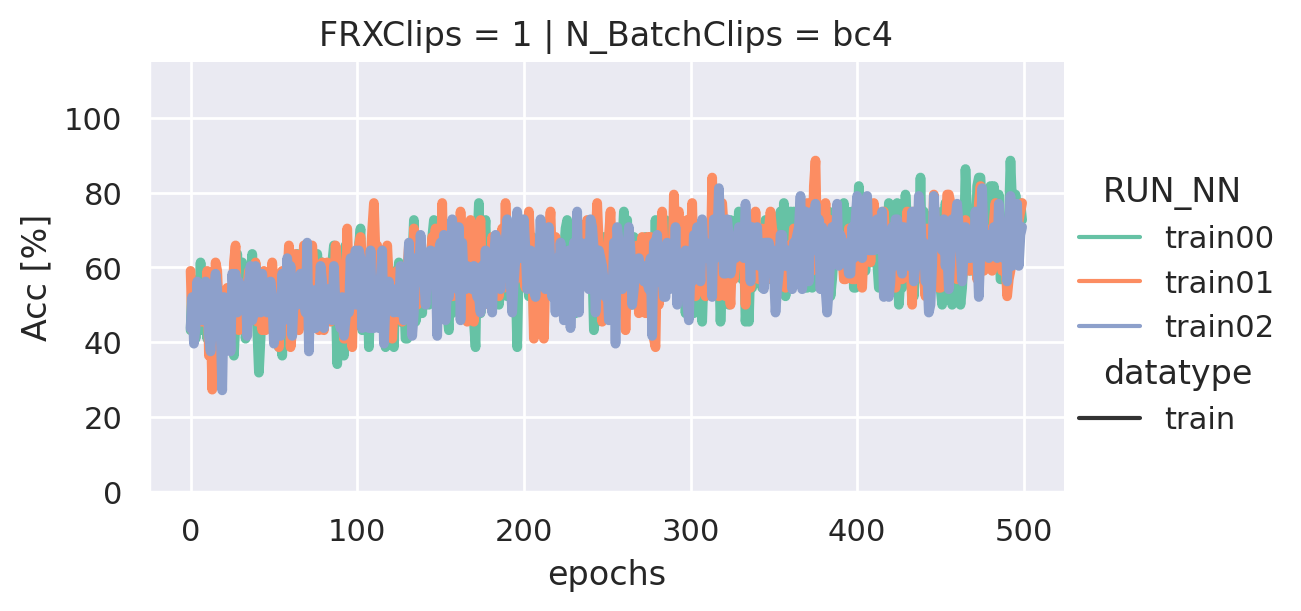 FRXClips = 1 | N_BatchClips = bc4
Acc [%]
100
80
60
40
20
0
0 100 200 300 400 500
epochs
RUN_NN
train00
train01
train02
datatype
train